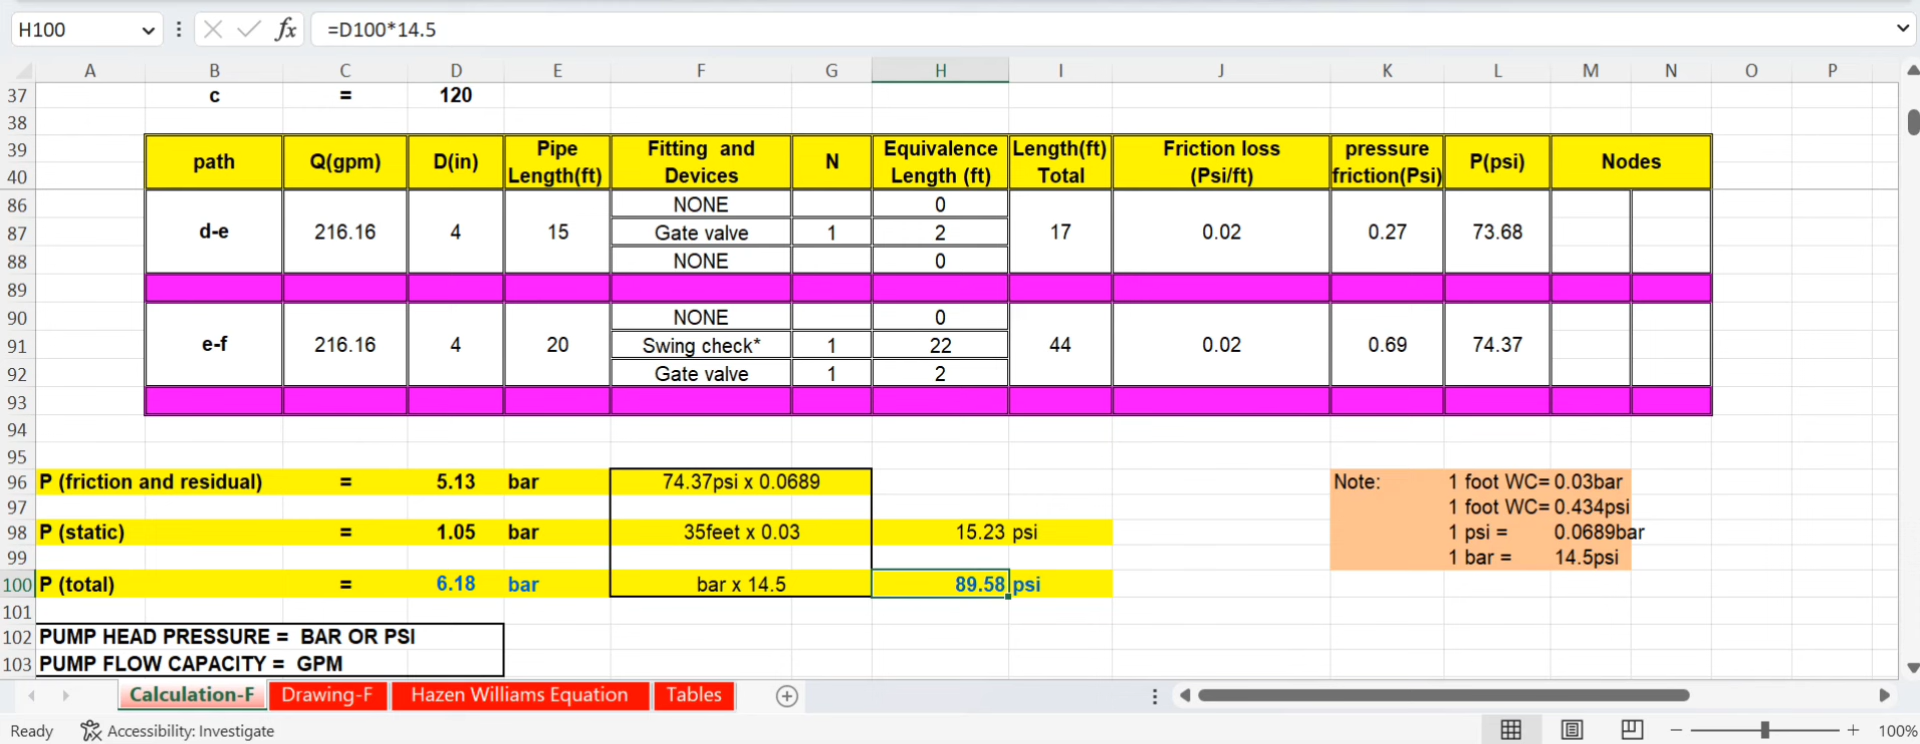 H100 fx =D100*14.5
A B C D E F G H I J K L M N O P
37 c = 120
38
39 path Q(gpm) D(in) Pipe Length(ft) Fitting and Devices N Equivalence Length (ft) Length(ft) Total Friction loss (Psi/ft) pressure friction(Psi) P(psi) Nodes
40
86 NONE 0
87 d-e 216.16 4 15 Gate valve 1 2 17 0.02 0.27 73.68
88 NONE 0
89
90 NONE 0
91 e-f 216.16 4 20 Swing check* 1 22 44 0.02 0.69 74.37
92 Gate valve 1 2
93
94
95
96 P (friction and residual) = 5.13 bar 74.37psi x 0.0689 Note: 1 foot WC= 0.03bar
97 1 foot WC= 0.434psi
98 P (static) = 1.05 bar 35feet x 0.03 15.23 psi 1 psi = 0.0689bar
99 1 bar = 14.5psi
100 P (total) = 6.18 bar bar x 14.5 89.58 psi
101
102 PUMP HEAD PRESSURE = BAR OR PSI
103 PUMP FLOW CAPACITY = GPM
Calculation-F Drawing-F Hazen Williams Equation Tables
Ready Accessibility: Investigate 100%